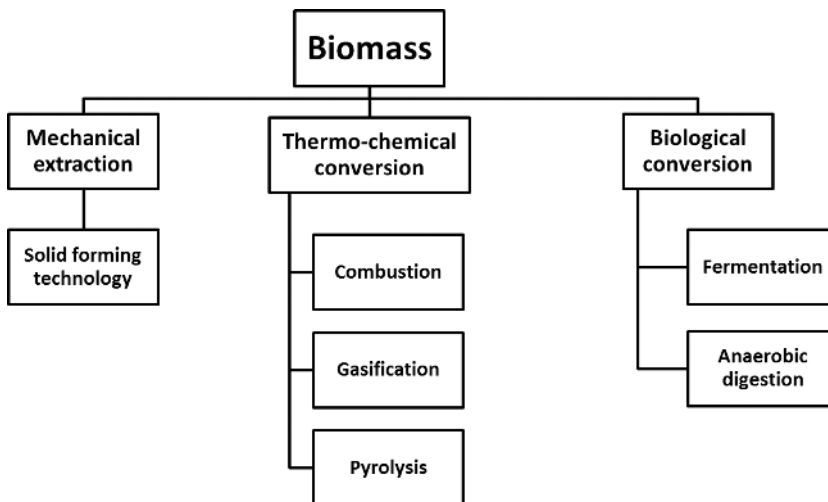 Biomass
Mechanical
extraction
Thermo-chemical
conversion
Biological
conversion
Solid forming
technology
Combustion
Gasification
Pyrolysis
Fermentation
Anaerobic
digestion